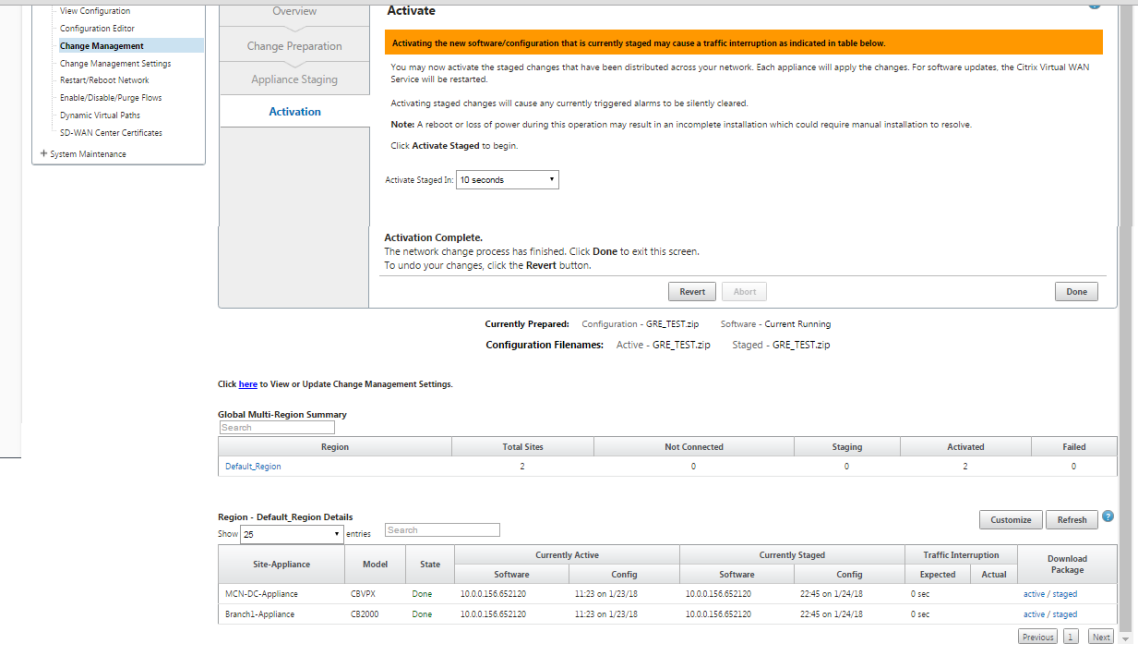 View Configuration
Configuration Editor
Change Management
Change Management Settings
Restart/Reboot Network
Enable/Disable/Purge Flows
Dynamic Virtual Paths
SD-WAN Center Certificates
+ System Maintenance
Overview
Change Preparation
Appliance Staging
Activation
Activate
Activating the new software/configuration that is currently staged may cause a traffic interruption as indicated in table below.
You may now activate the staged changes that have been distributed across your network. Each appliance will apply the changes. For software updates, the Citrix Virtual WAN
Service will be restarted.
Activating staged changes will cause any currently triggered alarms to be silently cleared.
Note: A reboot or loss of power during this operation may result in an incomplete installation which could require manual installation to resolve.
Click Activate Staged to begin.
Activate Staged In: 10 seconds
Activation Complete.
The network change process has finished. Click Done to exit this screen.
To undo your changes, click the Revert button.
Revert Abort Done
Currently Prepared: Configuration - GRE_TEST.zip Software - Current Running
Configuration Filenames: Active - GRE_TEST.zip Staged - GRE_TEST.zip
Click here to View or Update Change Management Settings.
Global Multi-Region Summary
Search
Region Total Sites Not Connected Staging Activated Failed
Default_Region 2 0 0 2 0
Region - Default_Region Details
Customize Refresh ?
Show 25 entries Search
Site-Appliance Model State Currently Active Currently Staged Traffic Interruption Download Package
Software Config Software Config Expected Actual
MCN-DC-Appliance CBVPX Done 10.0.0.156.652120 11:23 on 1/23/18 10.0.0.156.652120 22:45 on 1/24/18 0 sec active / staged
Branch1-Appliance CB2000 Done 10.0.0.156.652120 11:23 on 1/23/18 10.0.0.156.652120 22:45 on 1/24/18 0 sec active / staged
Previous 1 Next